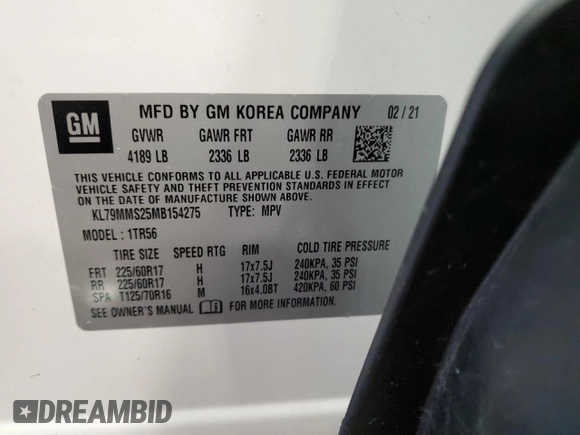 GM
MFD BY GM KOREA COMPANY 02 / 21
GVWR GAWR FRT GAWR RR
4189 LB 2336 LB 2336 LB
THIS VEHICLE CONFORMS TO ALL APPLICABLE U.S. FEDERAL MOTOR
VEHICLE SAFETY AND THEFT PREVENTION STANDARDS IN EFFECT
ON THE DATE OF MANUFACTURE SHOWN ABOVE.
KL79MMS25MB154275 TYPE: MPV
MODEL : 1TR56
TIRE SIZE SPEED RTG RIM COLD TIRE PRESSURE
FRT 225/60R17 H 17x7.5J 240KPA, 35 PSI
RR 225/60R17 H 17x7.5J 240KPA, 35 PSI
SPA T125/70R16 M 16x4.0BT 420KPA, 60 PSI
SEE OWNER'S MANUAL FOR MORE INFORMATION
DREAMBID